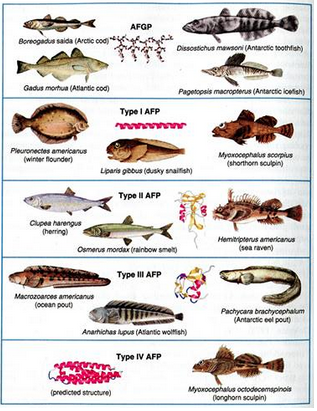 AFGP
Boreogadus saida (Arctic cod)
Dissostichus mawsoni (Antarctic toothfish)
Gadus morhua (Atlantic cod)
Pagetopsis macropterus (Antarctic icefish)
Type I AFP
Pleuronectes americanus
(winter flounder)
Liparis gibbus (dusky snailfish)
Myoxocephalus scorpius
(shorthorn sculpin)
Type II AFP
Clupea harengus
(herring)
Osmerus mordax (rainbow smelt)
Hemitripterus americanus
(sea raven)
Type III AFP
Macrozoarces americanus
(ocean pout)
Anarhichas lupus (Atlantic wolffish)
Pachycara brachycephalum
(Antarctic eel pout)
Type IV AFP
(predicted structure)
Myoxocephalus octodecemspinosis
(longhorn sculpin)